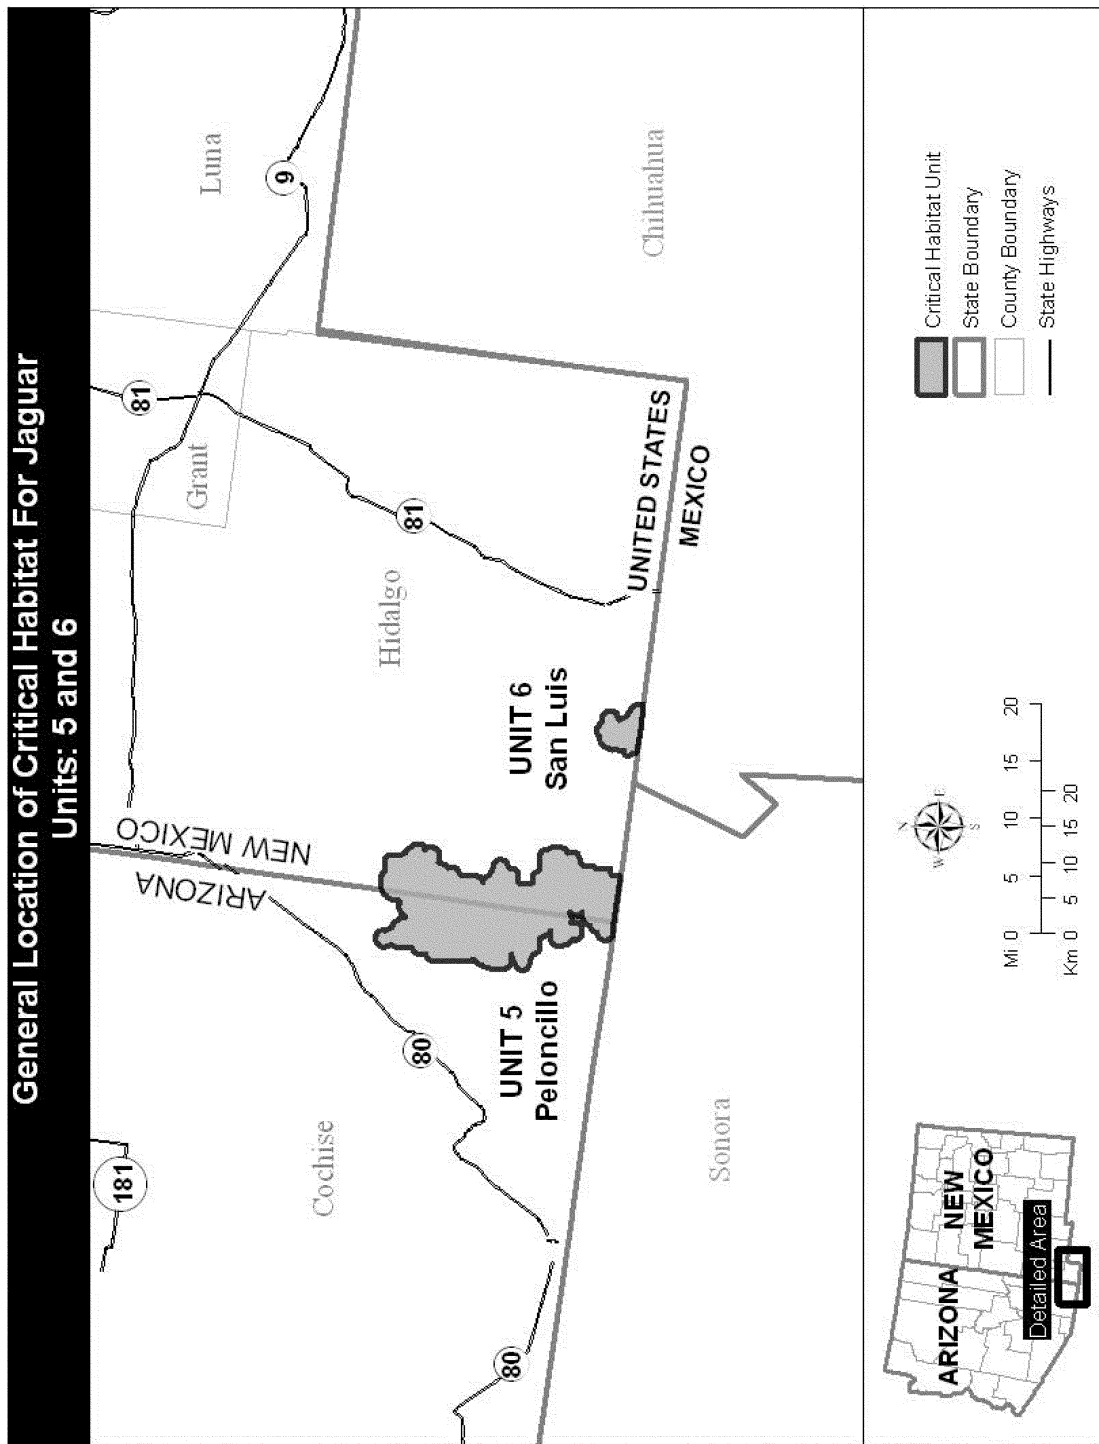 General Location of Critical Habitat For Jaguar
Units: 5 and 6
181
Cochise
80
80
ARIZONA
NEW MEXICO
Grant
81
9
Luna
Hidalgo
81
UNIT 5
Peloncillo
UNIT 6
San Luis
UNITED STATES
MEXICO
Sonora
Chihuahua
ARIZONA
NEW
MEXICO
Detailed Area
N
W
E
S
Mi 0 5 10 15 20
Km 0 5 10 15 20
Critical Habitat Unit
State Boundary
County Boundary
State Highways